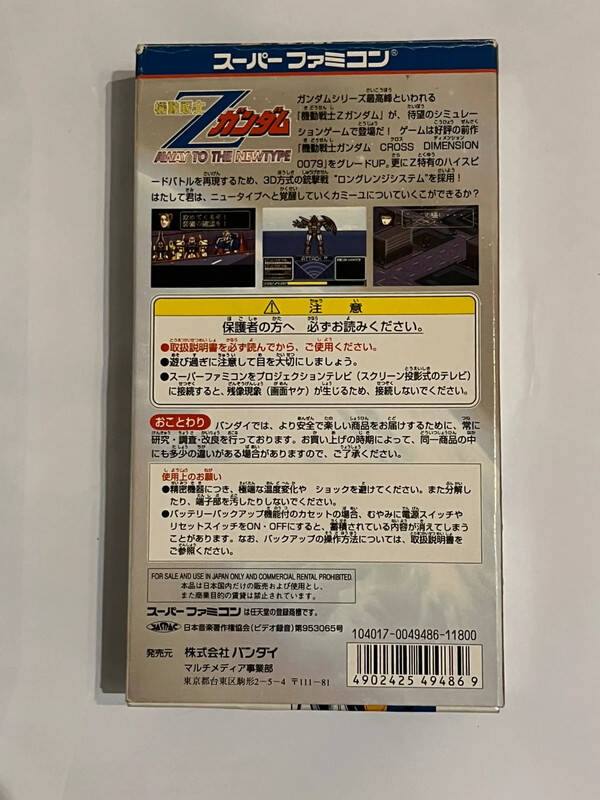 スーパーファミコン®
機動戦士
Zガンダム
AWAY TO THE NEWTYPE
ガンダムシリーズ最高峰といわれる
「機動戦士Zガンダム」が、待望のシミュレー
ションゲームで登場だ! ゲームは好評の前作
「機動戦士ガンダム CROSS DIMENSION
0079」をグレードUP。更にZ特有のハイスピ
ードバトルを再現するため、3D方式の銃撃戦 “ロングレンジシステム”を採用!
はたして君は、ニュータイプへと覚醒していくカミーユについていくことができるか?
攻めてくるぞ!
装備の確認を!
ATTACK!!
注意
保護者の方へ 必ずお読みください。
●取扱説明書を必ず読んでから、ご使用ください。
●遊び過ぎに注意して目を大切にしましょう。
●スーパーファミコンをプロジェクションテレビ(スクリーン投影式のテレビ)
に接続すると、残像現象(画面ヤケ)が生じるため、接続しないでください。
おことわり バンダイでは、より安全で楽しい商品をお届けするために、常に
研究・調査・改良を行っております。お買い上げの時期によって、同一商品の中
にも多少の違いがある場合がありますので、ご了承ください。
使用上のお願い
●精密機器につき、極端な温度変化や ショックを避けてください。また分解し
たり、端子部を汚したりしないでください。
●バッテリーバックアップ機能付のカセットの場合、むやみに電源スイッチや
リセットスイッチをON・OFFにすると、蓄積されている内容が消えてしまう
ことがあります。なお、バックアップの操作方法については、取扱説明書を
ご参照ください。
FOR SALE AND USE IN JAPAN ONLY AND COMMERCIAL RENTAL PROHIBITED.
本品は日本国内だけの販売および使用とし、
また商業目的の賃貸は禁止されています。
スーパーファミコンは任天堂の登録商標です。
JASRAC 日本音楽著作権協会(ビデオ録音)第953065号
104017-0049486-11800
発売元 株式会社 バンダイ
マルチメディア事業部
東京都台東区駒形2-5-4 〒111-81
4902425 494869